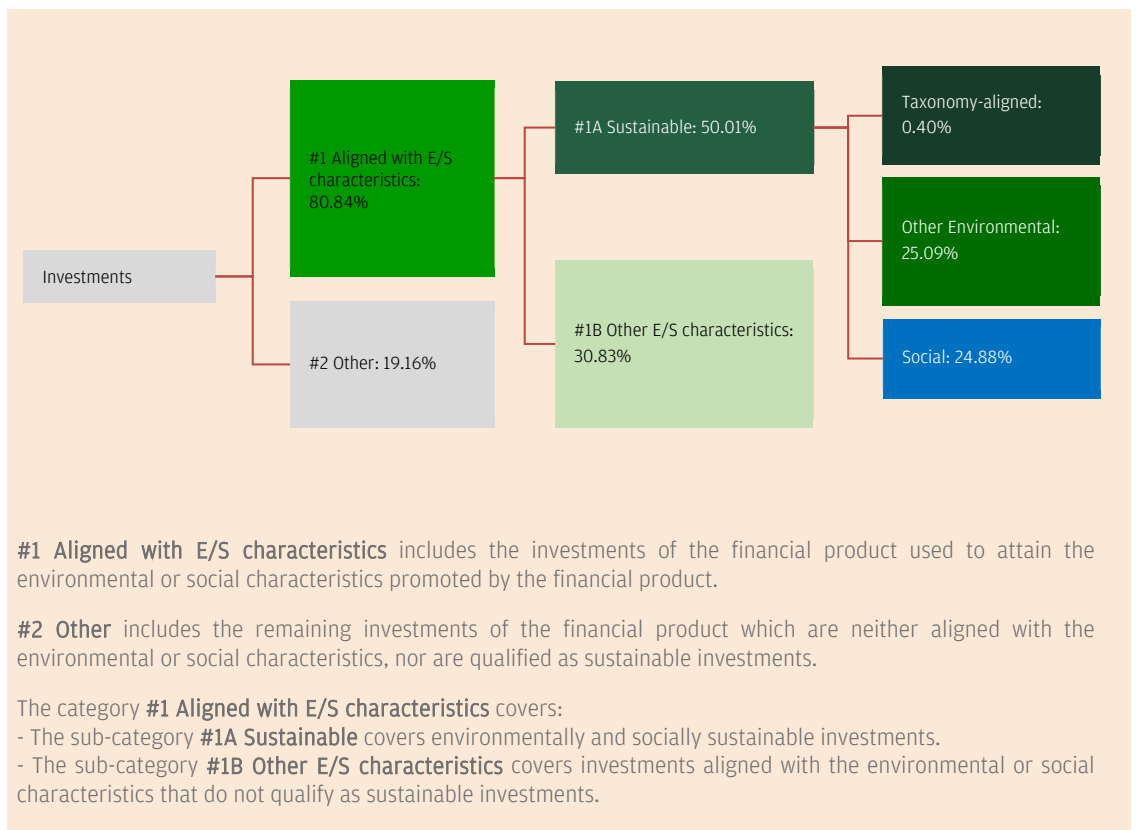 Investments
#1 Aligned with E/S
characteristics:
80.84%
#2 Other: 19.16%
#1A Sustainable: 50.01%
#1B Other E/S characteristics:
30.83%
Taxonomy-aligned:
0.40%
Other Environmental:
25.09%
Social: 24.88%
#1 Aligned with E/S characteristics includes the investments of the financial product used to attain the
environmental or social characteristics promoted by the financial product.
#2 Other includes the remaining investments of the financial product which are neither aligned with the
environmental or social characteristics, nor are qualified as sustainable investments.
The category #1 Aligned with E/S characteristics covers:
- The sub-category #1A Sustainable covers environmentally and socially sustainable investments.
- The sub-category #1B Other E/S characteristics covers investments aligned with the environmental or social
characteristics that do not qualify as sustainable investments.